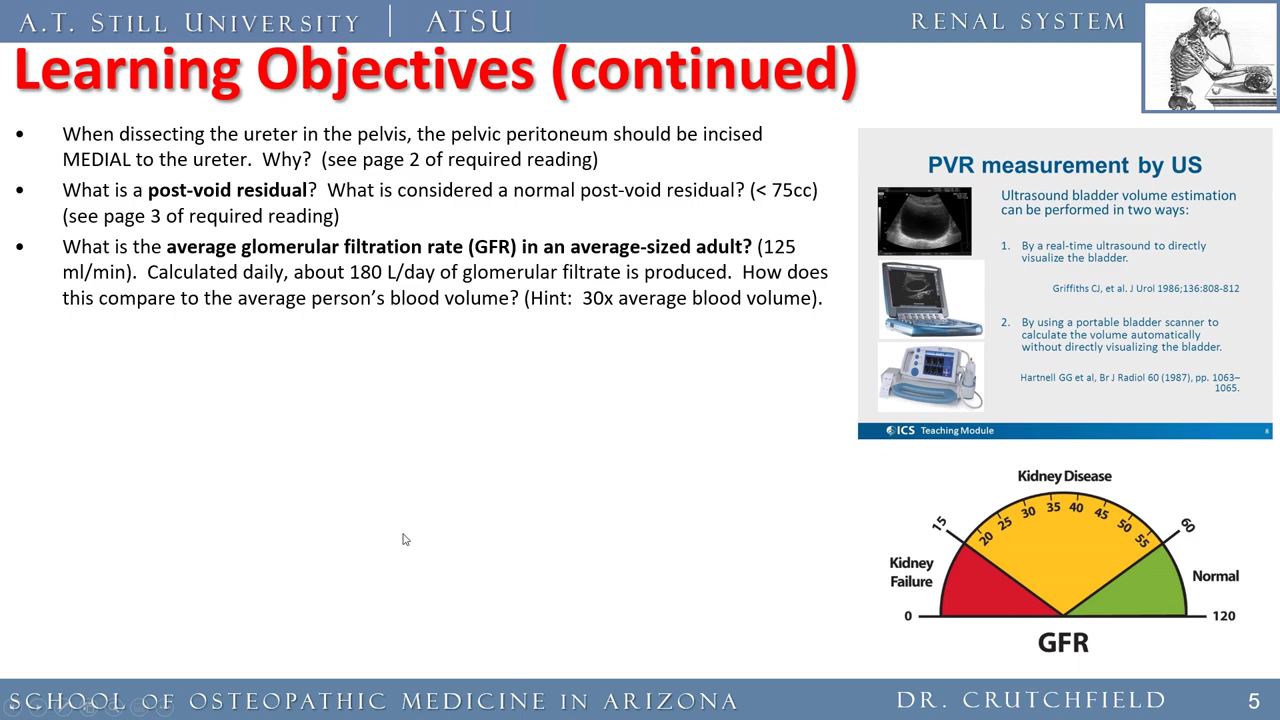 A.T. STILL UNIVERSITY | ATSU
RENAL SYSTEM
Learning Objectives (continued)
• When dissecting the ureter in the pelvis, the pelvic peritoneum should be incised
MEDIAL to the ureter. Why? (see page 2 of required reading)
• What is a post-void residual? What is considered a normal post-void residual? (< 75cc)
(see page 3 of required reading)
• What is the average glomerular filtration rate (GFR) in an average-sized adult? (125
ml/min). Calculated daily, about 180 L/day of glomerular filtrate is produced. How does
this compare to the average person's blood volume? (Hint: 30x average blood volume).
PVR measurement by US
Ultrasound bladder volume estimation
can be performed in two ways:
1. By a real-time ultrasound to directly
visualize the bladder.
Griffiths CJ, et al. J Urol 1986;136:808-812
2. By using a portable bladder scanner to
calculate the volume automatically
without directly visualizing the bladder.
Hartnell GG et al, Br J Radiol 60 (1987), pp. 1063–
1065.
ICS Teaching Module
8
Kidney Disease
15 20 25 30 35 40 45 50 55 60
Kidney
Failure
Normal
0
120
GFR
SCHOOL OF OSTEOPATHIC MEDICINE IN ARIZONA
DR. CRUTCHFIELD
5